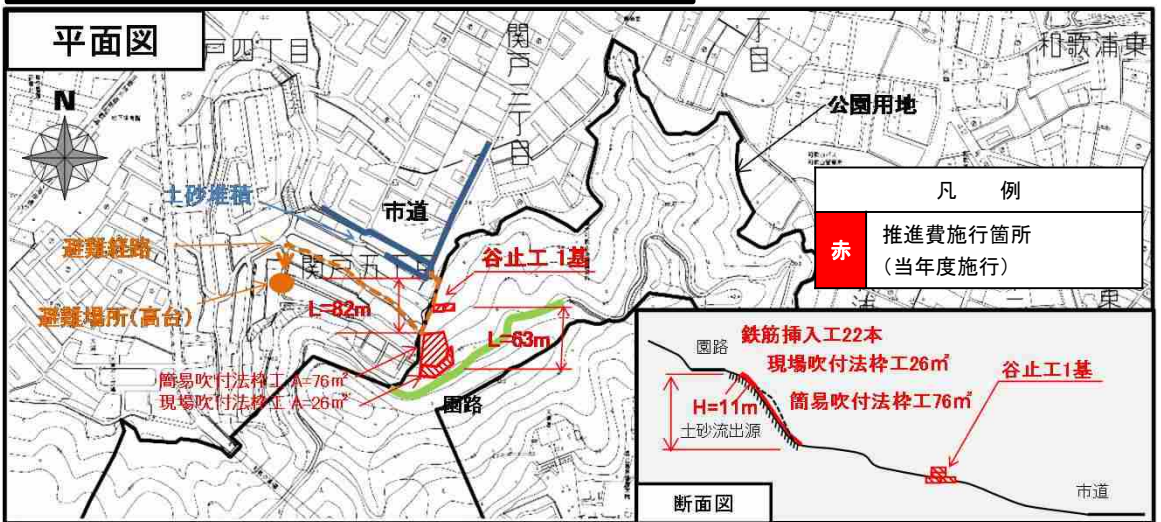 平面図
戸四丁目
関戸二丁目
丁目
和歌浦東
N
公園用地
凡 例
赤
推進費施行箇所
(当年度施行)
土砂堆積
市道
避難経路
関戸五丁目
谷止工 1基
避難場所(高台)
L=82m
L=63m
簡易吹付法枠工 A=76㎡
現場吹付法枠工 A=26㎡
園路
東
園路
鉄筋挿入工22本
現場吹付法枠工26㎡
谷止工1基
簡易吹付法枠工76㎡
H=11m
土砂流出源
市道
断面図